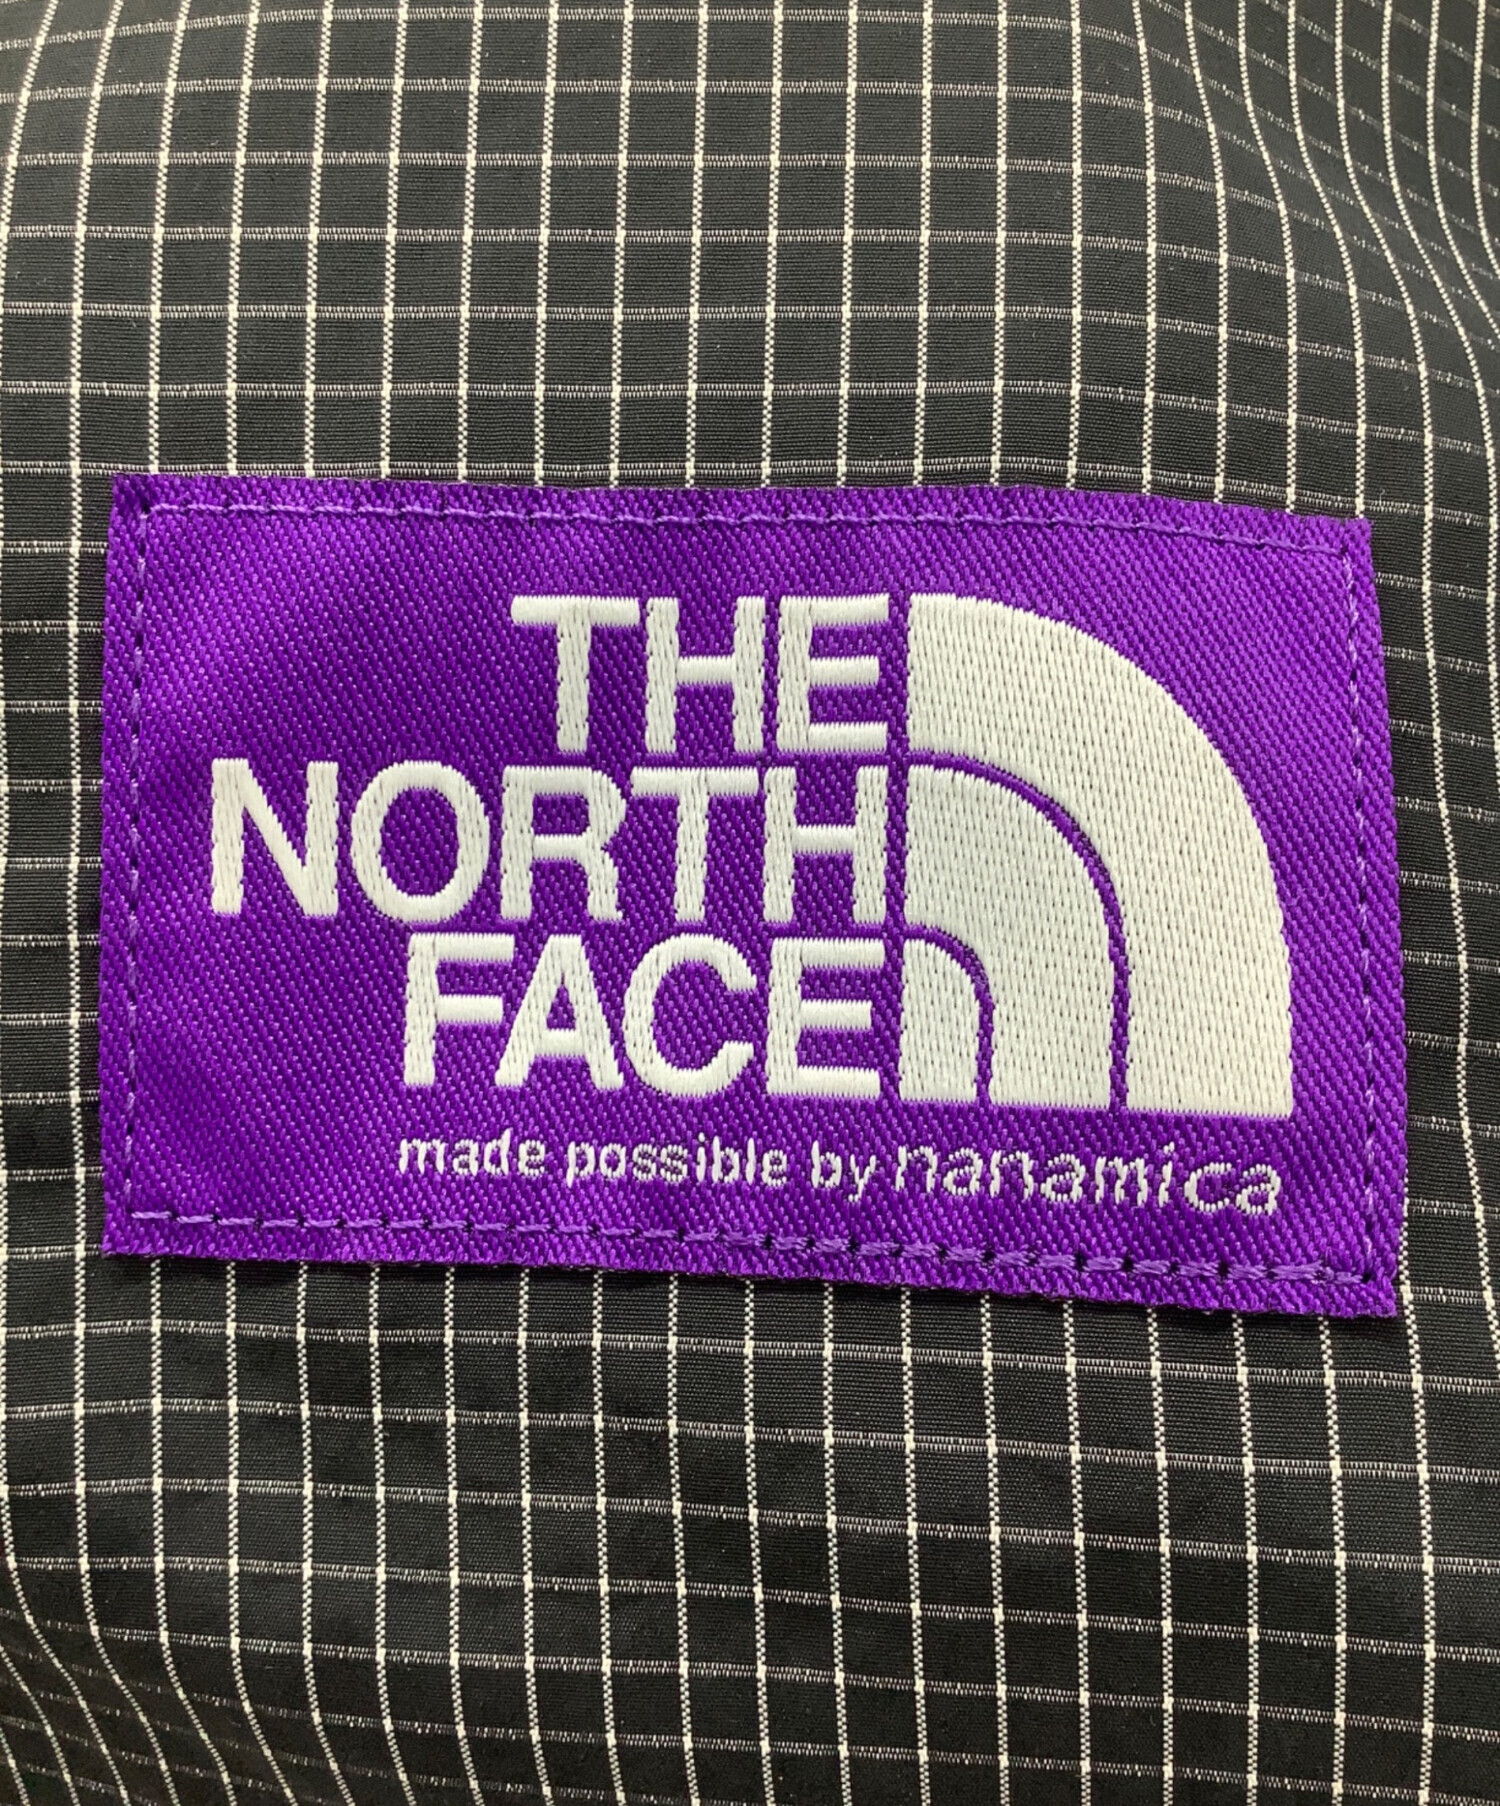 THE
NORTH
FACE
made possible by nanamica